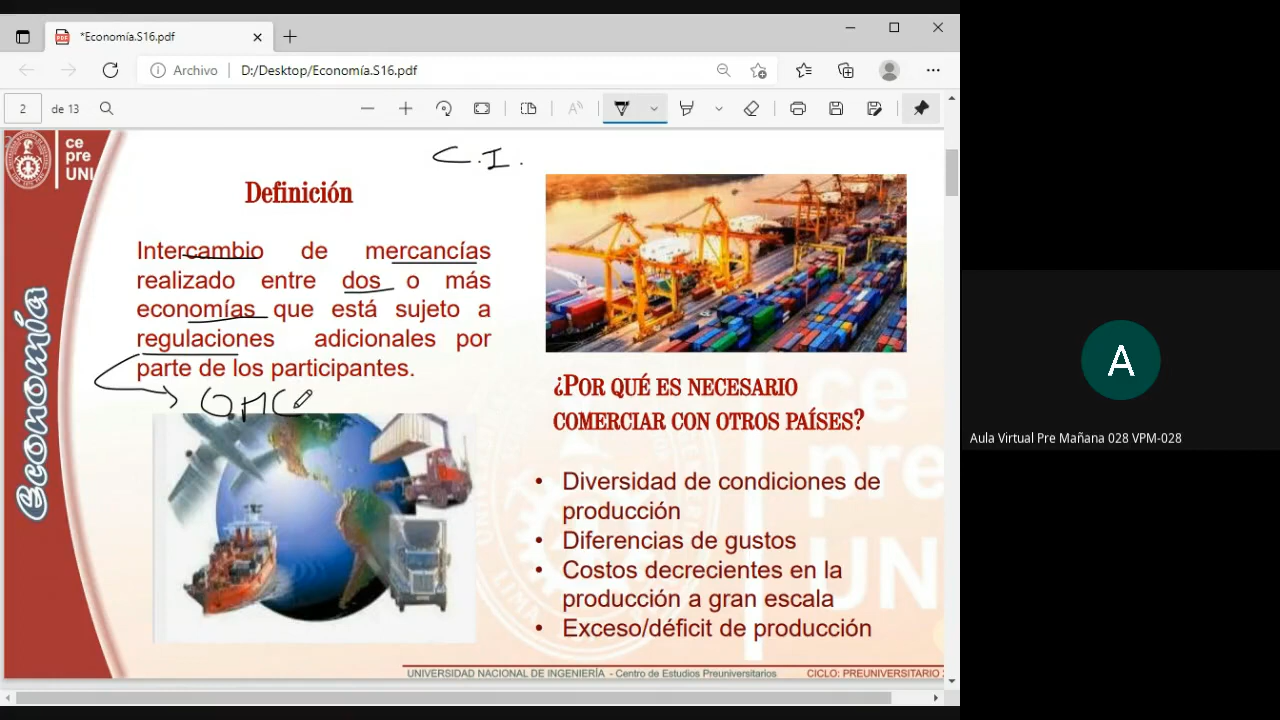 *Economía.S16.pdf
Archivo D:/Desktop/Economía.S16.pdf
2 de 13
ce
pre
UNI
C.I.
Definición
Intercambio de mercancías
realizado entre dos o más
economías que está sujeto a
regulaciones adicionales por
parte de los participantes.
OMC
Economía
¿POR QUÉ ES NECESARIO
COMERCIAR CON OTROS PAÍSES?
• Diversidad de condiciones de
producción
• Diferencias de gustos
• Costos decrecientes en la
producción a gran escala
• Exceso/déficit de producción
UNIVERSIDAD NACIONAL DE INGENIERÍA - Centro de Estudios Preuniversitarios
CICLO: PREUNIVERSITARIO
A
Aula Virtual Pre Mañana 028 VPM-028